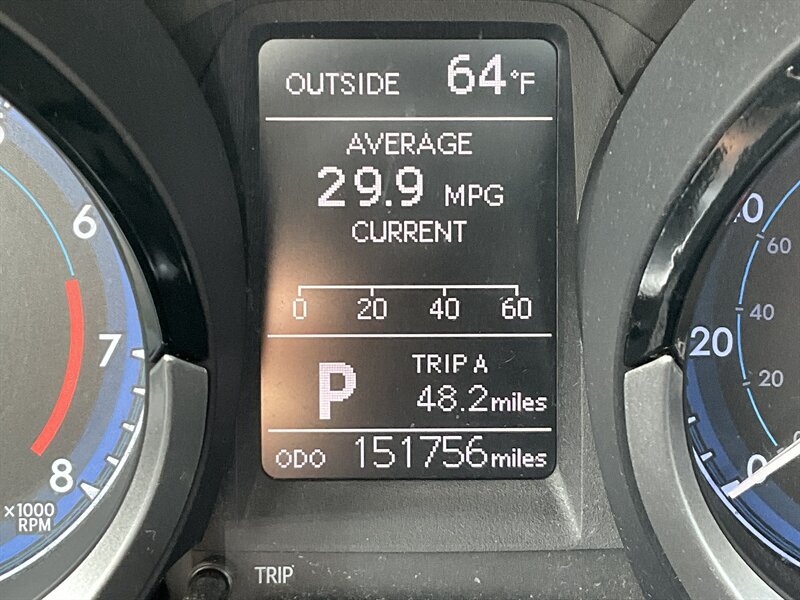 OUTSIDE 64°F
AVERAGE
29.9 MPG
CURRENT
0 20 40 60
P
TRIP A
48.2miles
ODO 151756miles
6
7
8
×1000
RPM
60
40
20
20
0
TRIP